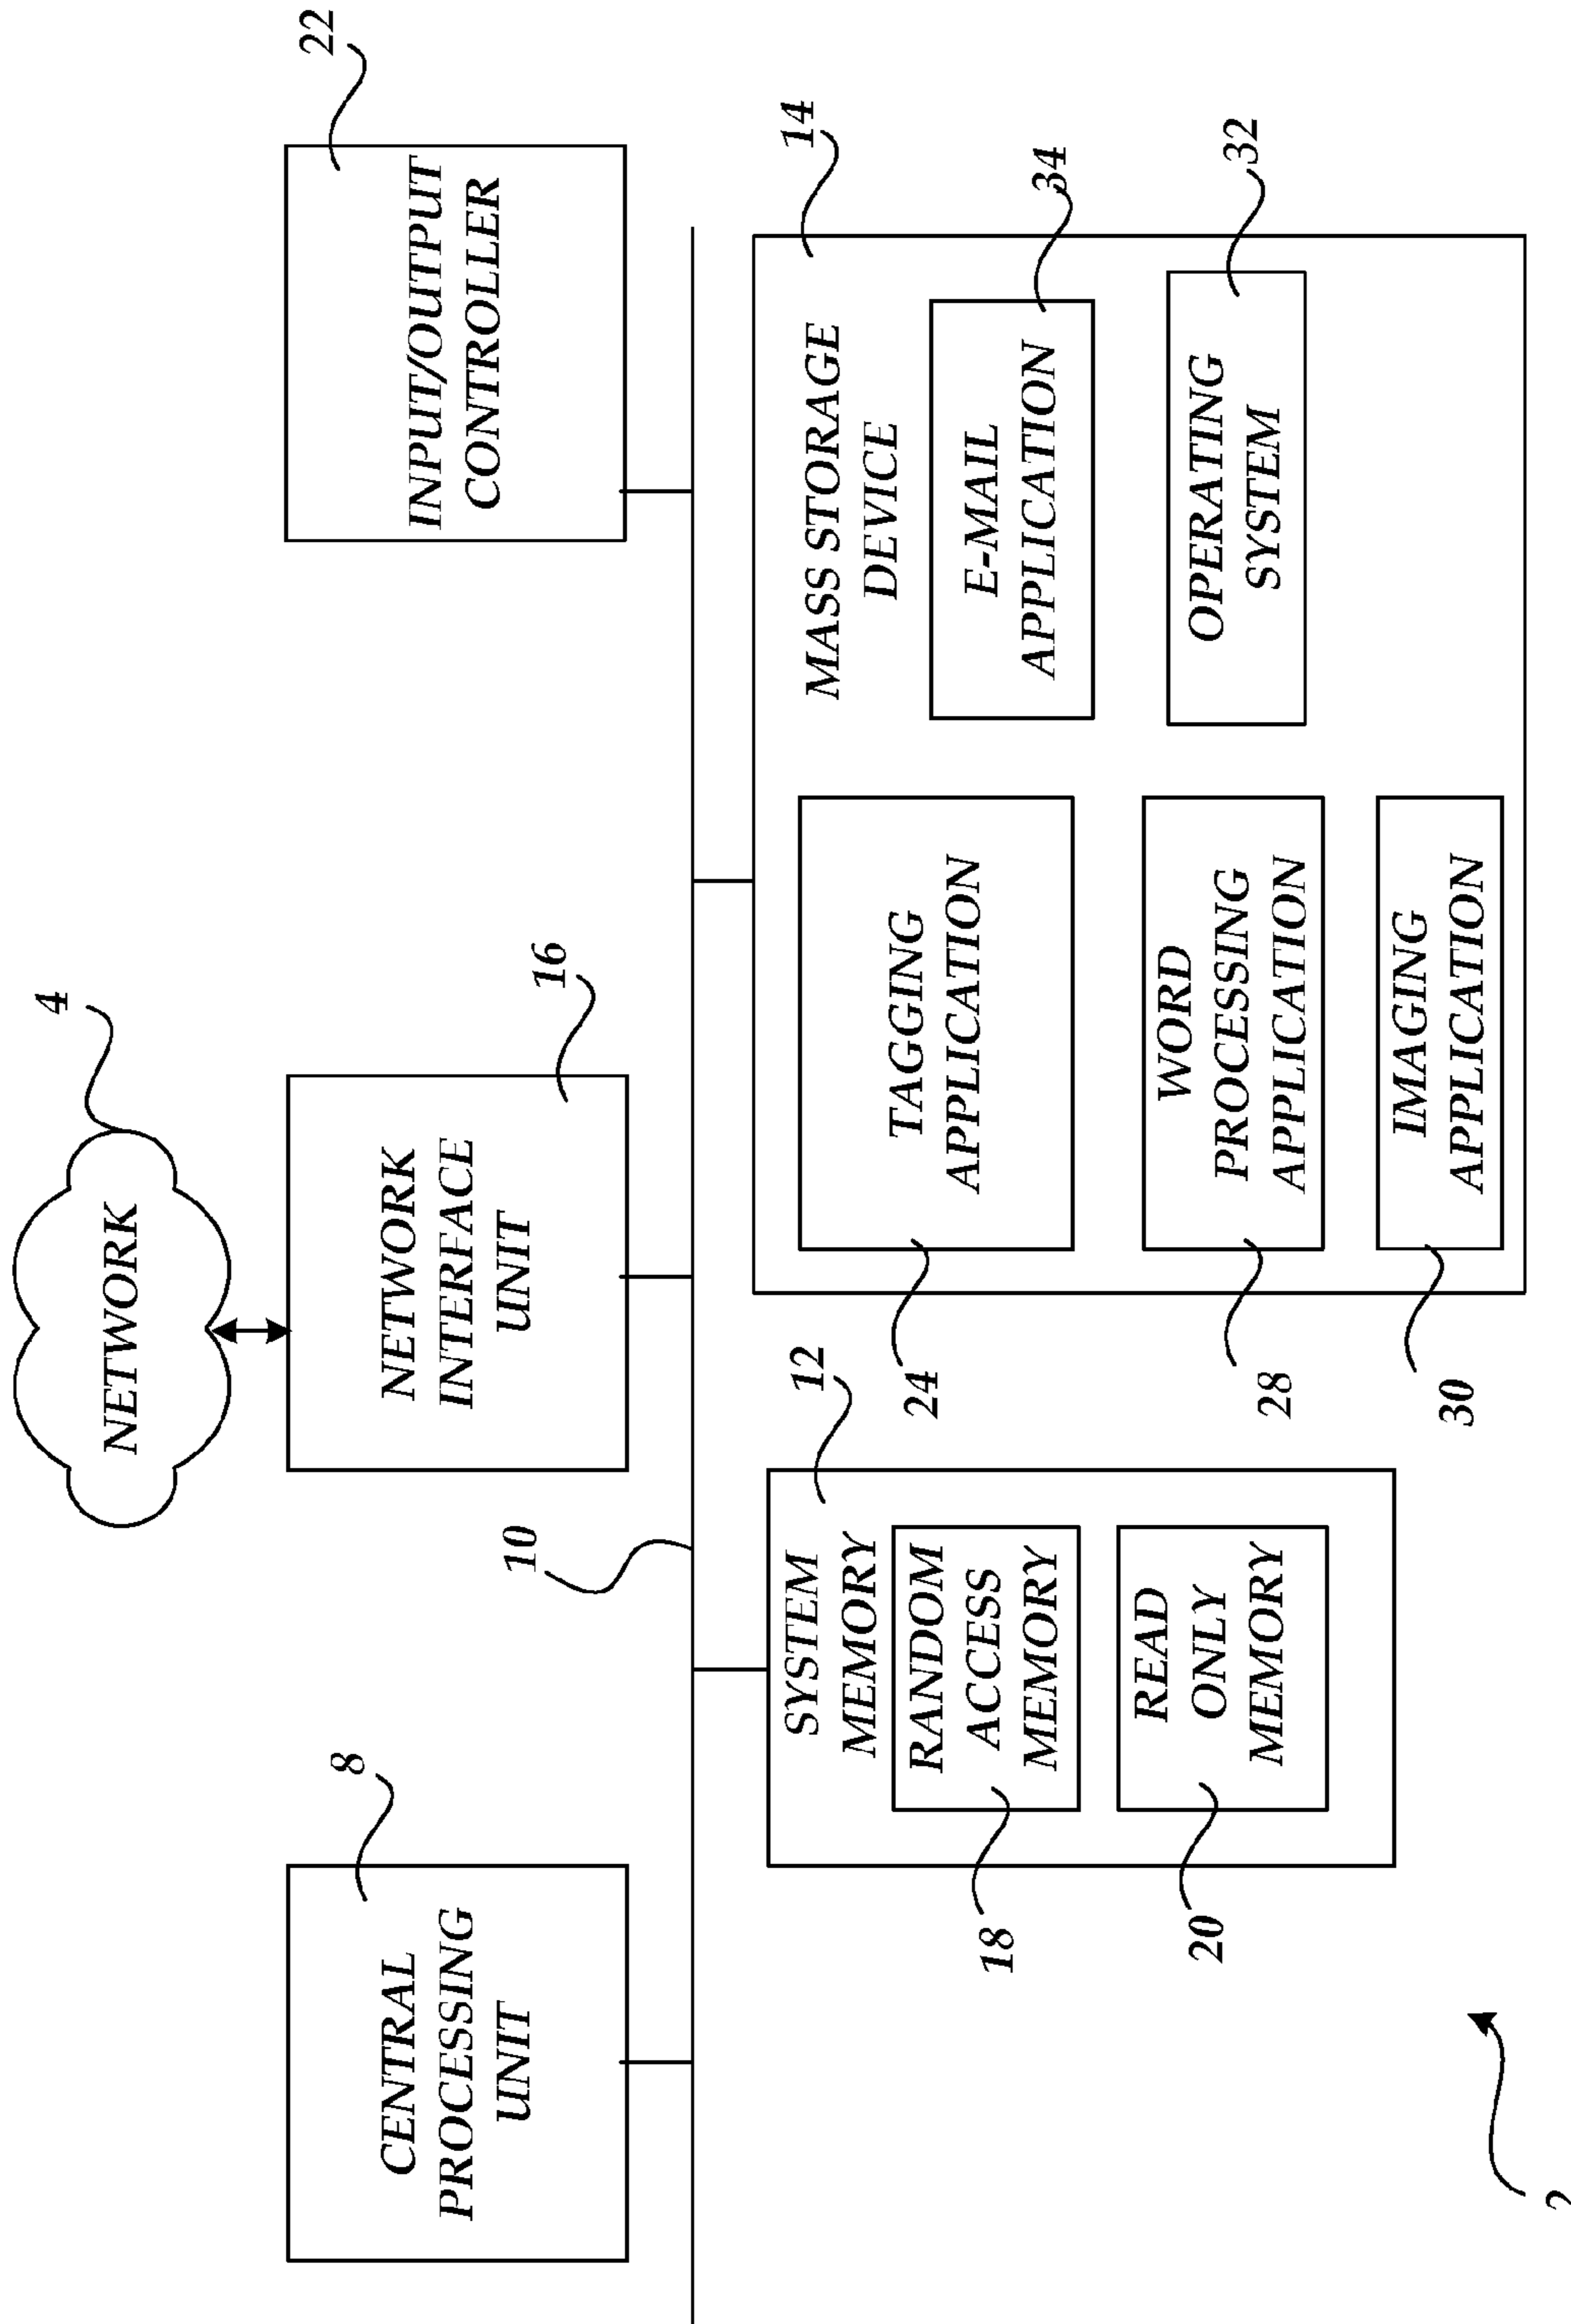 NETWORK
4
CENTRAL
PROCESSING
UNIT
8
NETWORK
INTERFACE
UNIT
16
INPUT/OUTPUT
CONTROLLER
22
10
SYSTEM
MEMORY
12
RANDOM
ACCESS
MEMORY
18
READ
ONLY
MEMORY
20
MASS STORAGE
DEVICE
14
TAGGING
APPLICATION
24
E-MAIL
APPLICATION
34
WORD
PROCESSING
APPLICATION
28
OPERATING
SYSTEM
32
IMAGING
APPLICATION
30
2